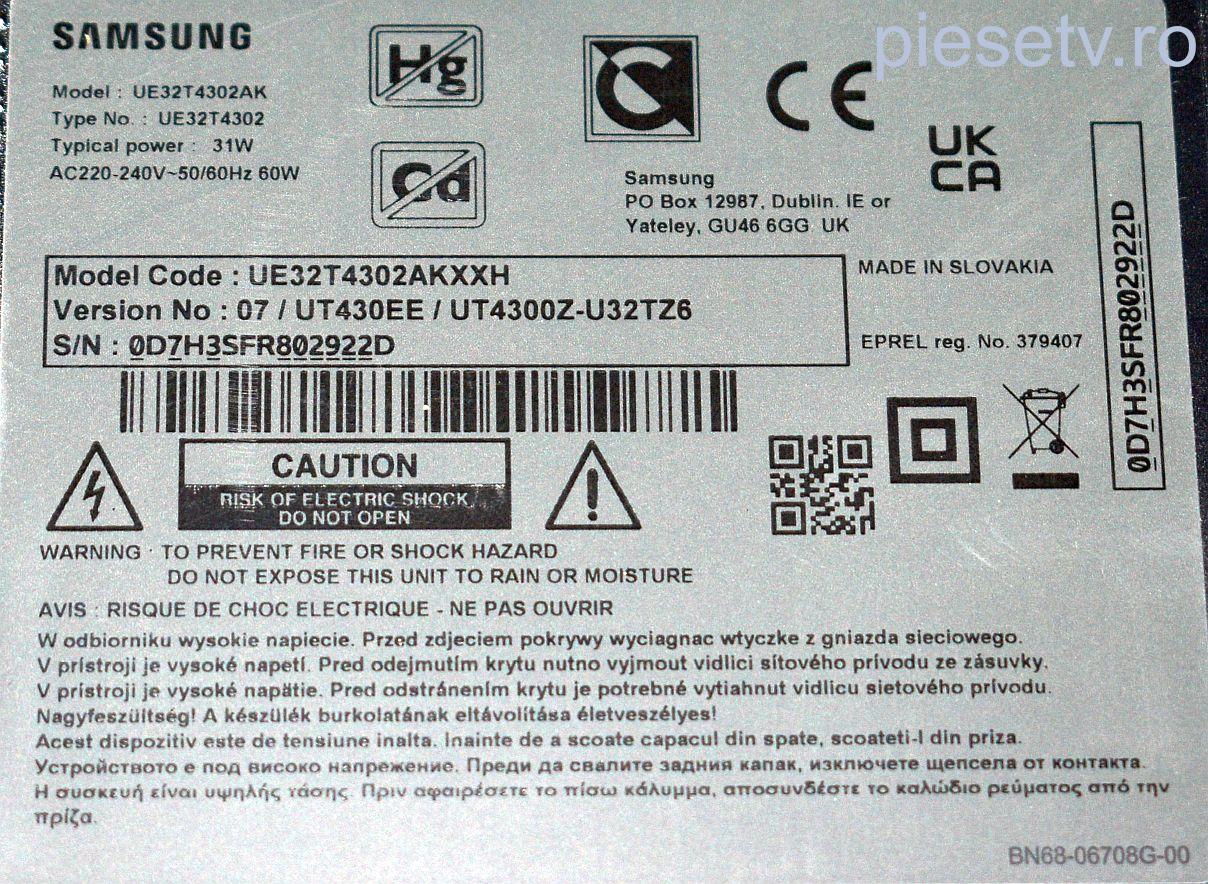 SAMSUNG
Model : UE32T4302AK
Type No. : UE32T4302
Typical power : 31W
AC220-240V~50/60Hz 60W
Hg
Cd
CE
piesetv.ro
UK
CA
Samsung
PO Box 12987, Dublin. IE or
Yateley, GU46 6GG UK
Model Code : UE32T4302AKXXH
Version No : 07 / UT430EE / UT4300Z-U32TZ6
S/N : 0D7H3SFR802922D
MADE IN SLOVAKIA
EPREL reg. No. 379407
0D7H3SFR802922D
CAUTION
RISK OF ELECTRIC SHOCK
DO NOT OPEN
WARNING : TO PREVENT FIRE OR SHOCK HAZARD
DO NOT EXPOSE THIS UNIT TO RAIN OR MOISTURE
AVIS : RISQUE DE CHOC ELECTRIQUE - NE PAS OUVRIR
W odbiorniku wysokie napiecie. Przed zdjeciem pokrywy wyciagnac wtyczke z gniazda sieciowego.
V prístroji je vysoké napetí. Pred odejmutím krytu nutno vyjmout vidlici sítového prívodu ze zásuvky.
V prístroji je vysoké napätie. Pred odstránením krytu je potrebné vytiahnut vidlicu sietového prívodu.
Nagyfeszültség! A készülék burkolatának eltávolítása életveszélyes!
Acest dispozitiv este de tensiune inalta. Inainte de a scoate capacul din spate, scoateti-l din priza.
Устройството е под високо напрежение. Преди да свалите задния капак, изключете щепсела от контакта.
Η συσκευή είναι υψηλής τάσης. Πριν αφαιρέσετε το πίσω κάλυμμα, αποσυνδέστε το καλώδιο ρεύματος από την
πρίζα.
BN68-06708G-00